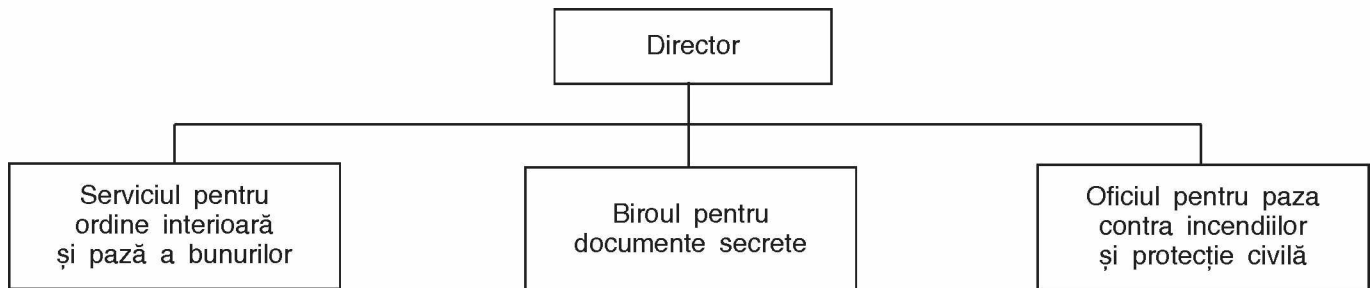 Director
Serviciul pentru
ordine interioară
și pază a bunurilor
Biroul pentru
documente secrete
Oficiul pentru paza
contra incendiilor
și protecție civilă